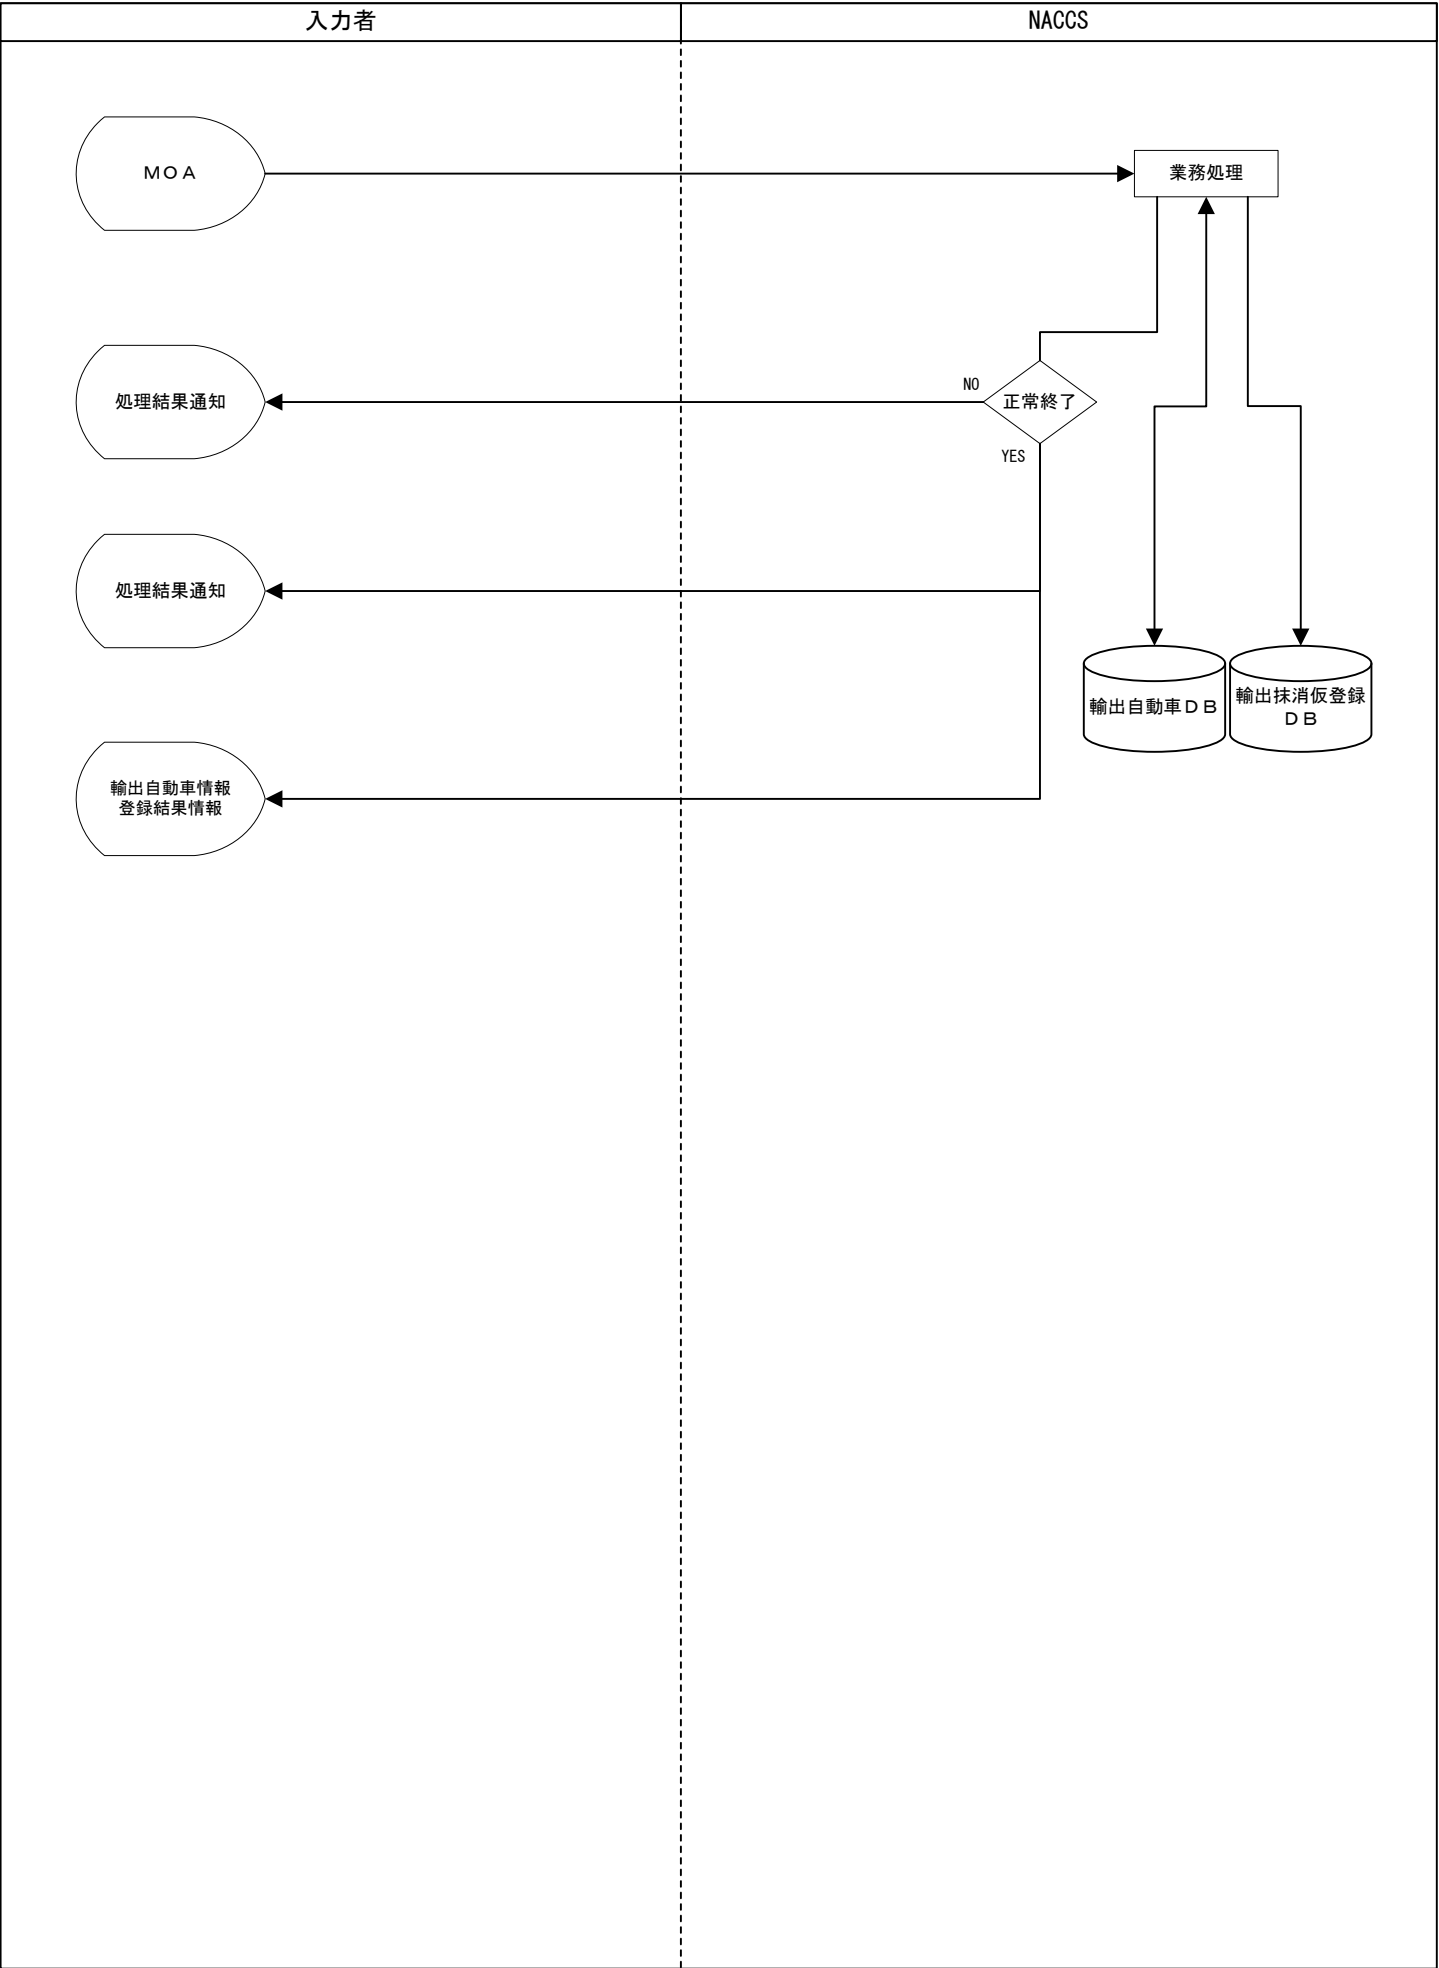 入力者
NACCS
ＭＯＡ
業務処理
処理結果通知
NO
正常終了
YES
処理結果通知
輸出自動車ＤＢ
輸出抹消仮登録
ＤＢ
輸出自動車情報
登録結果情報